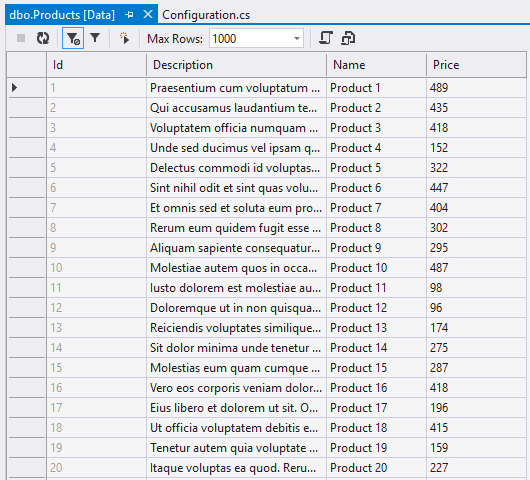 dbo.Products [Data] Configuration.cs
Max Rows: 1000
Id Description Name Price
1 Praesentium cum voluptatum ... Product 1 489
2 Qui accusamus laudantium te... Product 2 435
3 Voluptatem officia numquam ... Product 3 418
4 Unde sed ducimus vel ipsam q... Product 4 152
5 Delectus commodi id voluptas... Product 5 322
6 Sint nihil odit et sint quas volu... Product 6 447
7 Et omnis sed et soluta eum pro... Product 7 404
8 Rerum eum quidem fugit esse ... Product 8 302
9 Aliquam sapiente consequatur... Product 9 295
10 Molestiae autem quos in occa... Product 10 487
11 Iusto dolorem est molestiae au... Product 11 98
12 Doloremque ut in non quisqua... Product 12 96
13 Reiciendis voluptates similique... Product 13 174
14 Sit dolor minima unde tenetur ... Product 14 275
15 Molestias eum quam cumque ... Product 15 287
16 Vero eos corporis veniam dolor... Product 16 418
17 Eius libero et dolorem ut sit. O... Product 17 196
18 Ut officia voluptatem debitis e... Product 18 415
19 Tenetur autem quia voluptate ... Product 19 159
20 Itaque voluptas ea quod. Reru... Product 20 227